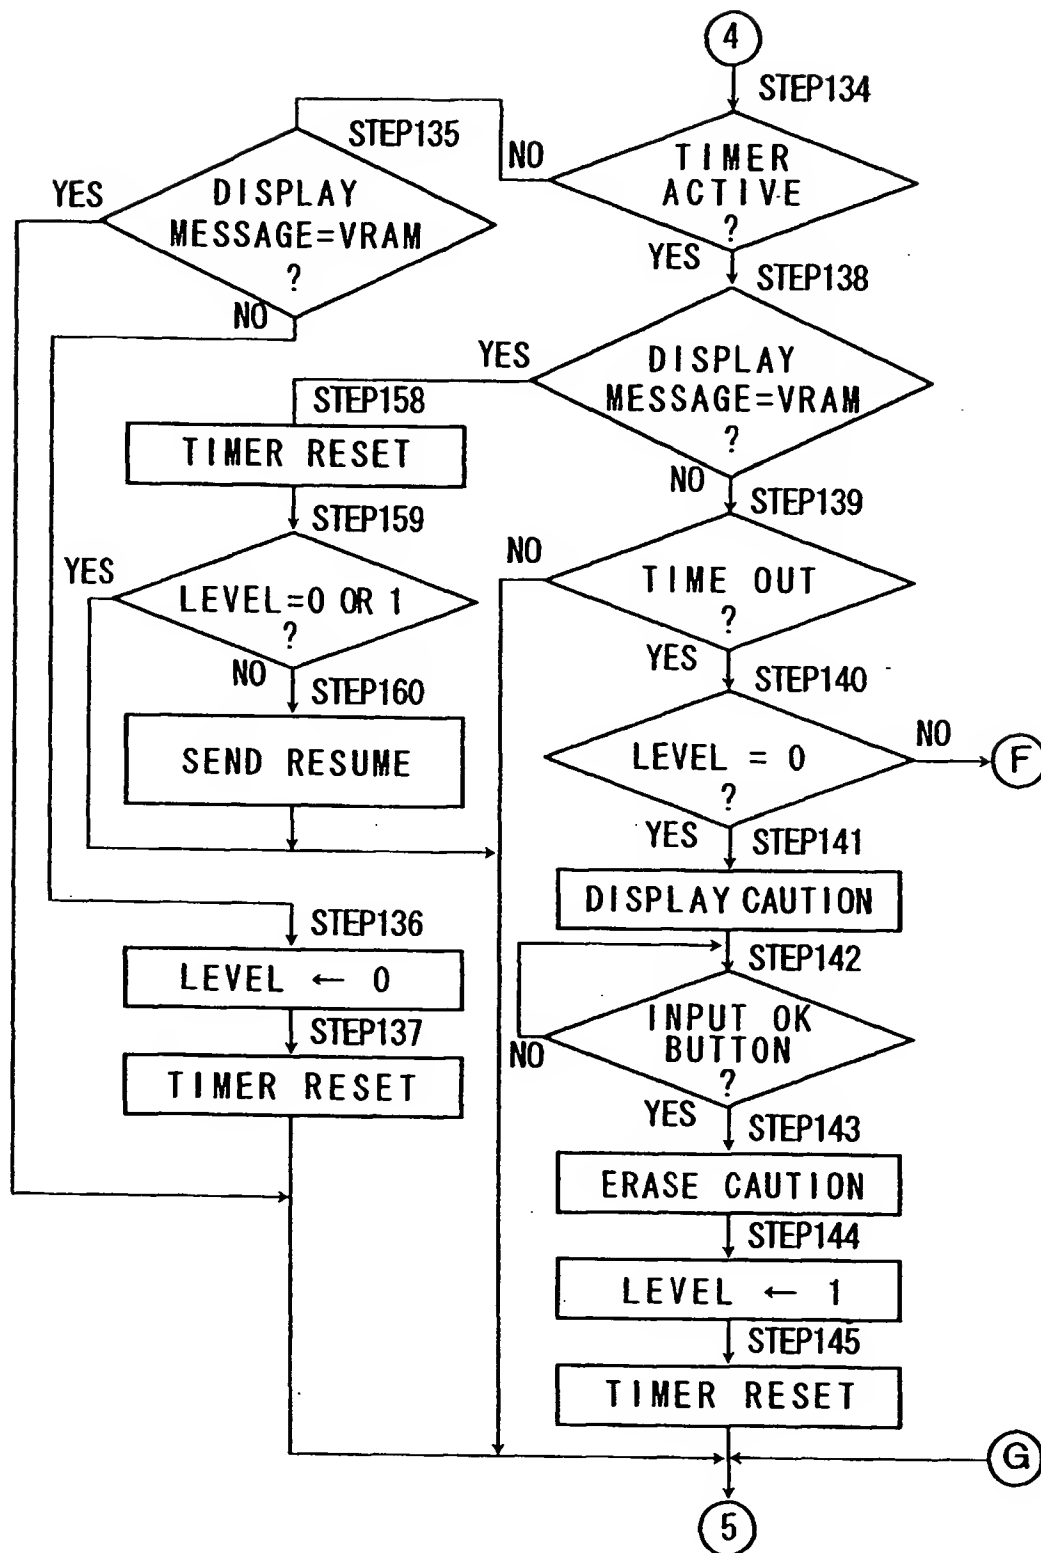 4
STEP134
TIMER
ACTIVE
?
NO
YES
STEP135
DISPLAY
MESSAGE=VRAM
?
YES
NO
STEP138
DISPLAY
MESSAGE=VRAM
?
YES
NO
STEP158
TIMER RESET
STEP159
LEVEL=0 OR 1
?
YES
NO
STEP160
SEND RESUME
STEP139
TIME OUT
?
NO
YES
STEP140
LEVEL = 0
?
NO
F
YES
STEP141
DISPLAY CAUTION
STEP142
INPUT OK
BUTTON
?
NO
YES
STEP136
LEVEL ← 0
STEP137
TIMER RESET
STEP143
ERASE CAUTION
STEP144
LEVEL ← 1
STEP145
TIMER RESET
G
5